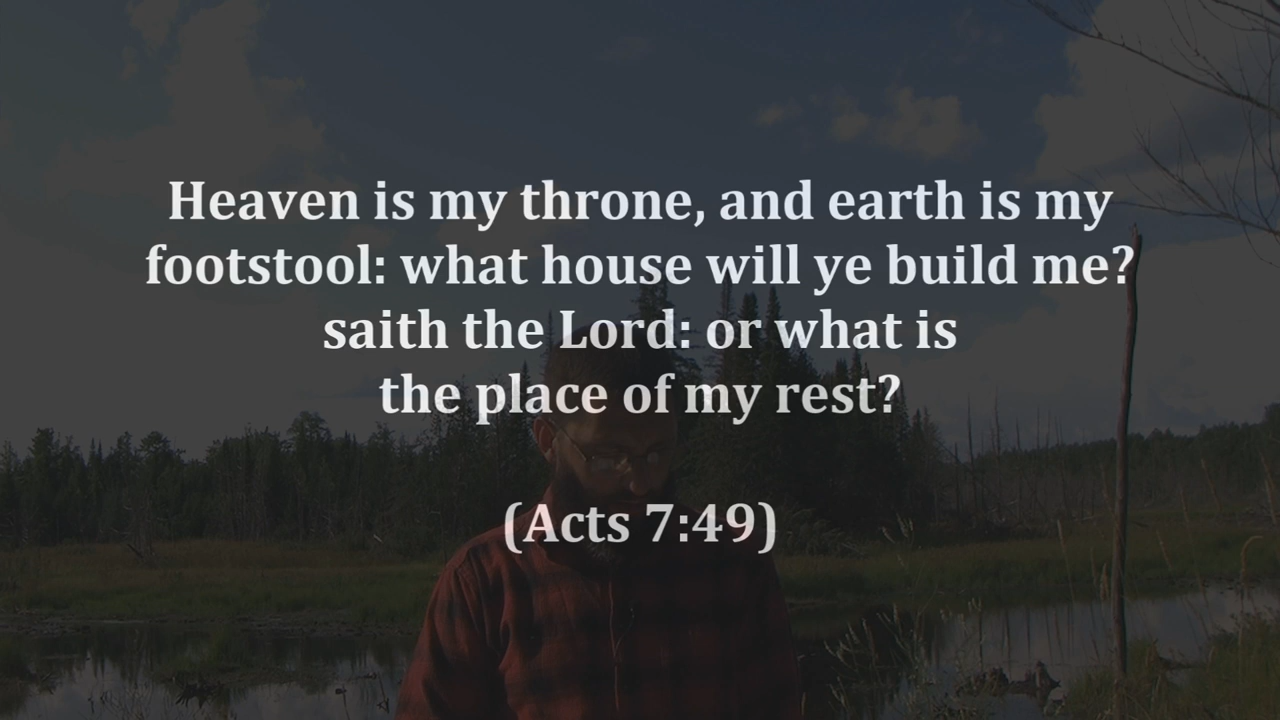 Heaven is my throne, and earth is my
footstool: what house will ye build me?
saith the Lord: or what is
the place of my rest?
(Acts 7:49)